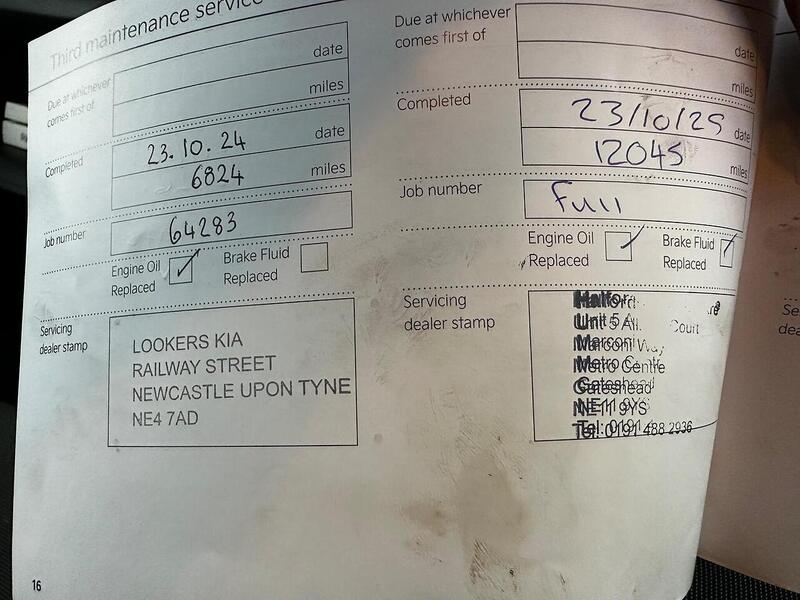 Third maintenance service
Due at whichever
comes first of
date
miles
Completed
23.10.24 date
6824 miles
Job number
64283
Engine Oil
Replaced
Brake Fluid
Replaced
Servicing
dealer stamp
LOOKERS KIA
RAILWAY STREET
NEWCASTLE UPON TYNE
NE4 7AD
16
Due at whichever
comes first of
date
miles
Completed
23/10/25 date
12045 miles
Job number
Full
Engine Oil
Replaced
Brake Fluid
Replaced
Servicing
dealer stamp
Unit 5 Court
Marconi Way
Metro Centre
Gateshead
NE11 9YS
Tel: 0191 488 2936